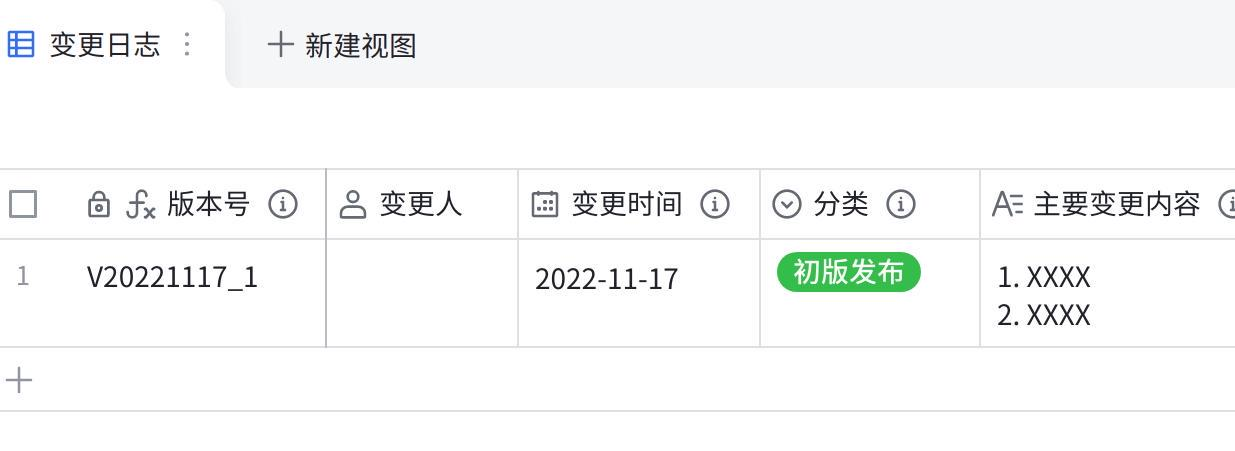 变更日志 新建视图
版本号 变更人 变更时间 分类 主要变更内容
1 V20221117_1 2022-11-17 初版发布 1. XXXX
2. XXXX